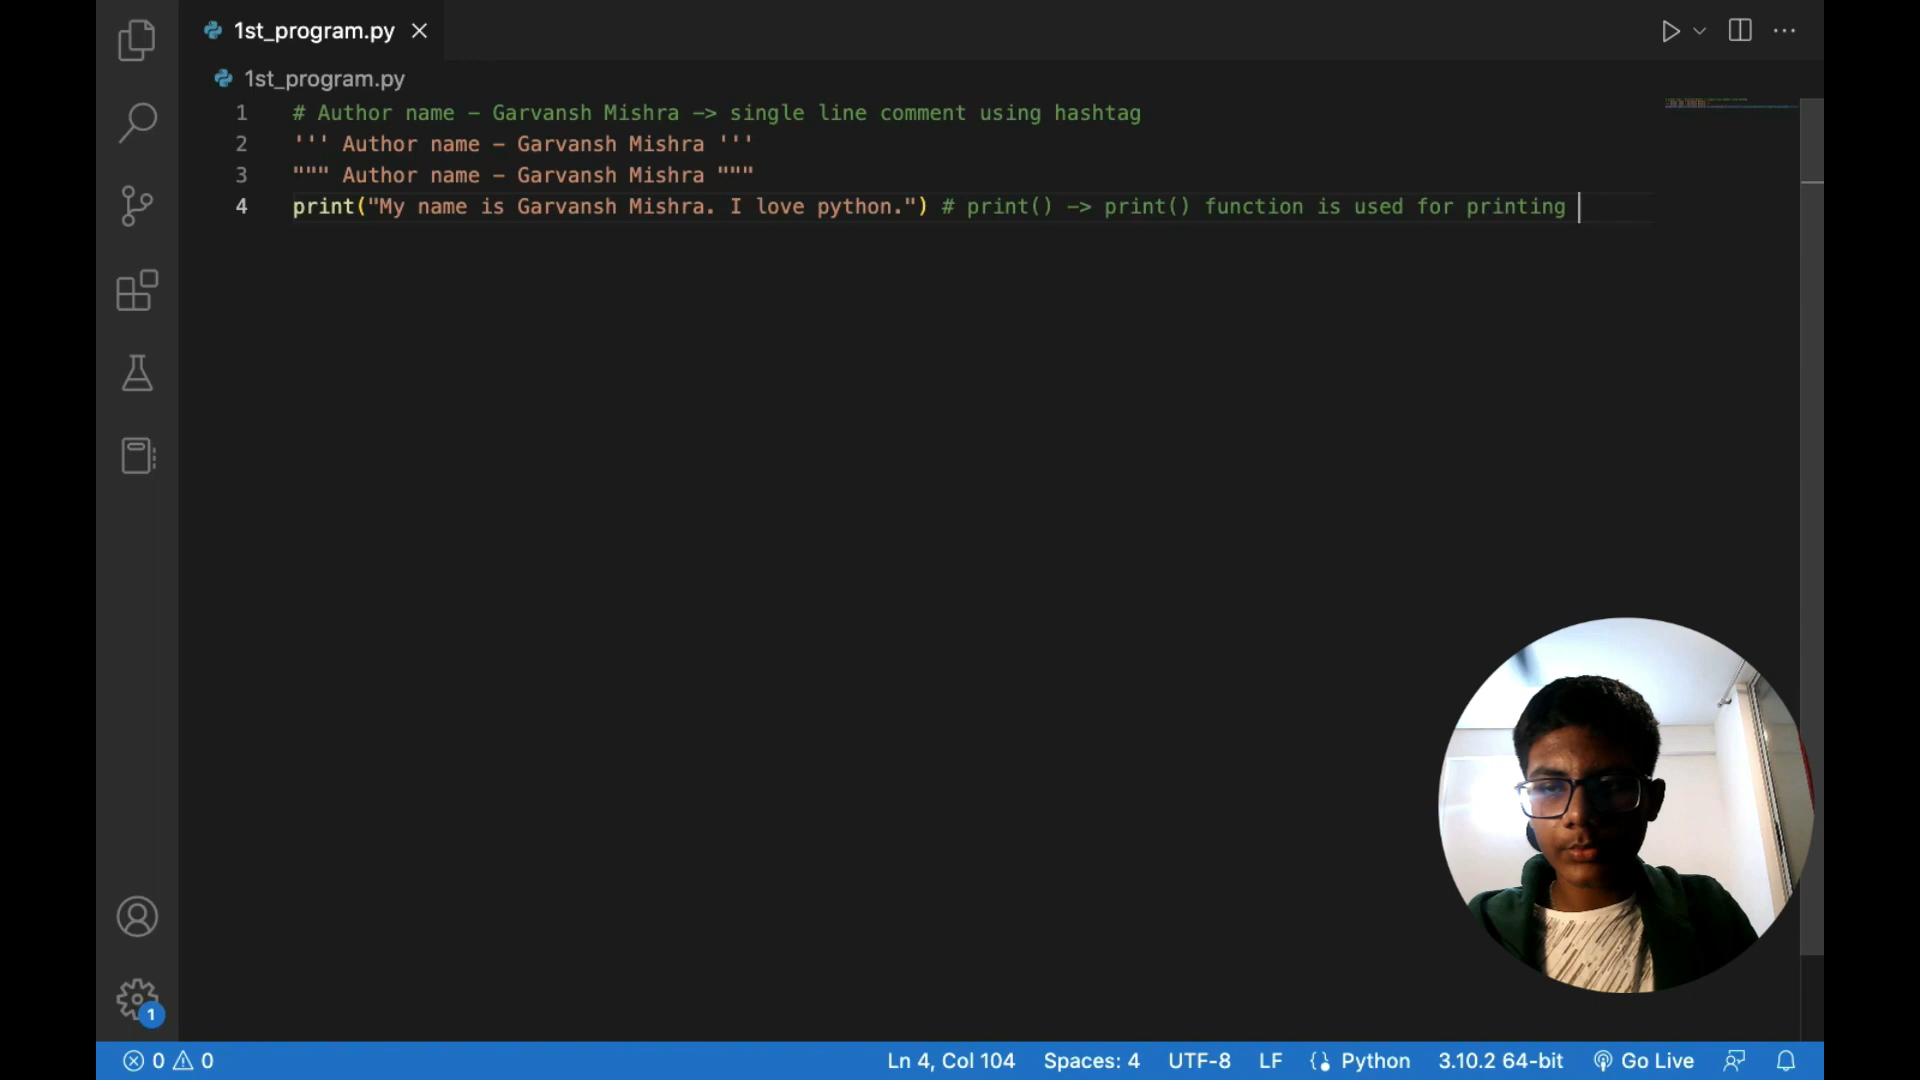 1st_program.py
1st_program.py
1 # Author name - Garvansh Mishra -> single line comment using hashtag
2 ''' Author name - Garvansh Mishra '''
3 """ Author name - Garvansh Mishra """
4 print("My name is Garvansh Mishra. I love python.") # print() -> print() function is used for printing
1
0 0 Ln 4, Col 104 Spaces: 4 UTF-8 LF Python 3.10.2 64-bit Go Live